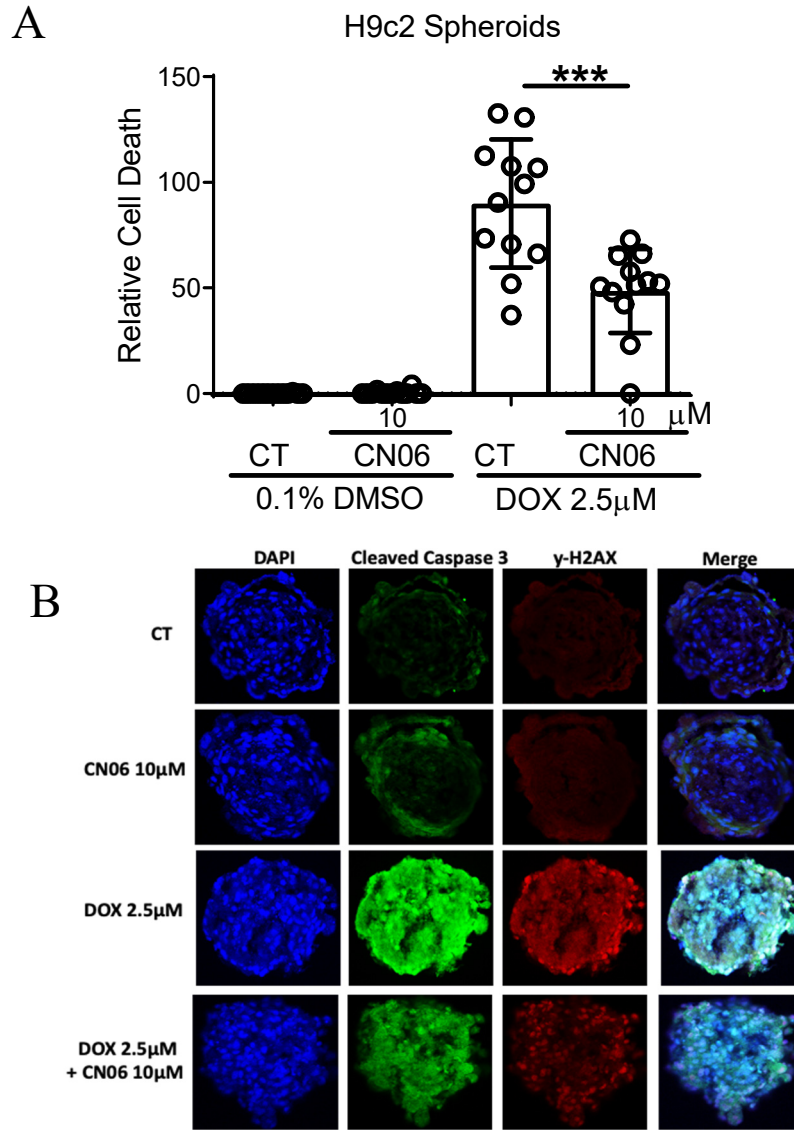 A
H9c2 Spheroids
***
Relative Cell Death
150
100
50
0
10
10
μM
CT
CN06
CT
CN06
0.1% DMSO
DOX 2.5μM
B
DAPI
Cleaved Caspase 3
y-H2AX
Merge
CT
CN06 10μM
DOX 2.5μM
DOX 2.5μM
+ CN06 10μM